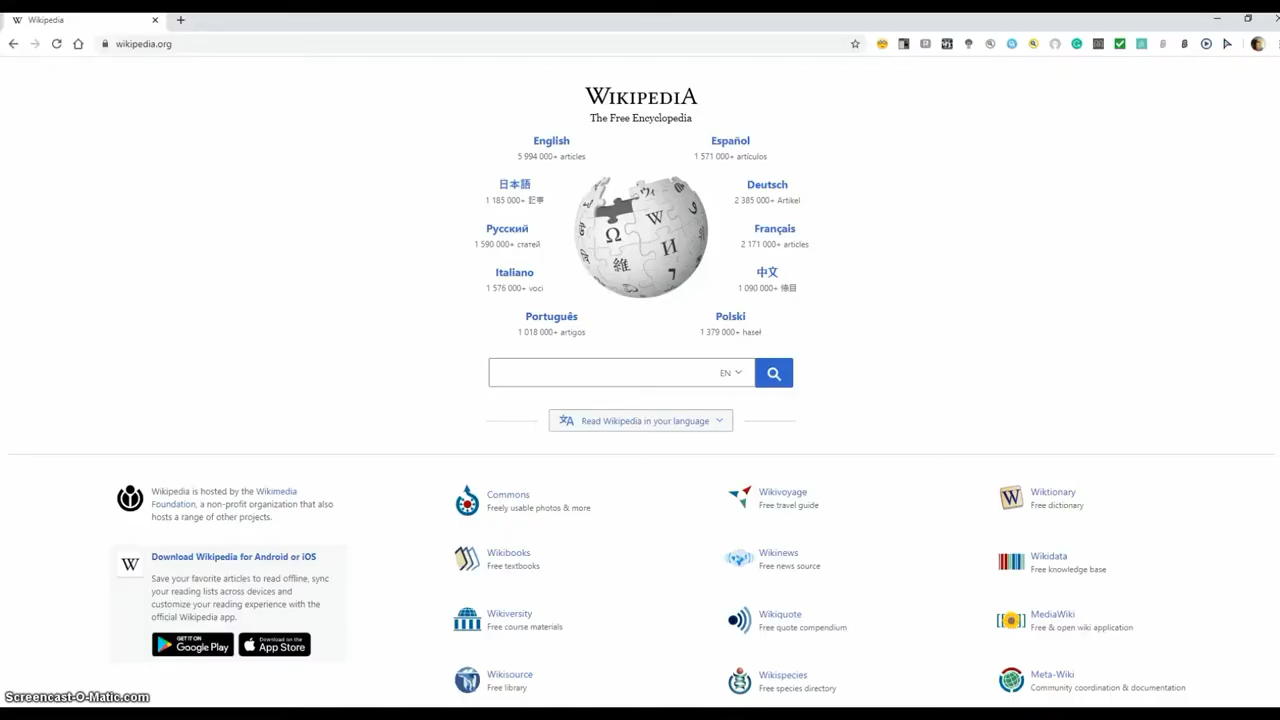 Wikipedia
wikipedia.org
WIKIPEDIA
The Free Encyclopedia
English
5 994 000+ articles
Español
1 571 000+ artículos
日本語
1 185 000+ 記事
Deutsch
2 385 000+ Artikel
Русский
1 590 000+ статей
Français
2 171 000+ articles
Italiano
1 576 000+ voci
中文
1 090 000+ 條目
Português
1 018 000+ artigos
Polski
1 379 000+ haseł
Ω
W
И
維
EN
Read Wikipedia in your language
Wikipedia is hosted by the Wikimedia
Foundation, a non-profit organization that also
hosts a range of other projects.
W
Download Wikipedia for Android or iOS
Save your favorite articles to read offline, sync
your reading lists across devices and
customize your reading experience with the
official Wikipedia app.
GET IT ON
Google Play
Download on the
App Store
Commons
Freely usable photos & more
Wikivoyage
Free travel guide
Wiktionary
Free dictionary
Wikibooks
Free textbooks
Wikinews
Free news source
Wikidata
Free knowledge base
Wikiversity
Free course materials
Wikiquote
Free quote compendium
MediaWiki
Free & open wiki application
Wikisource
Free library
Wikispecies
Free species directory
Meta-Wiki
Community coordination & documentation
Screencast-O-Matic.com